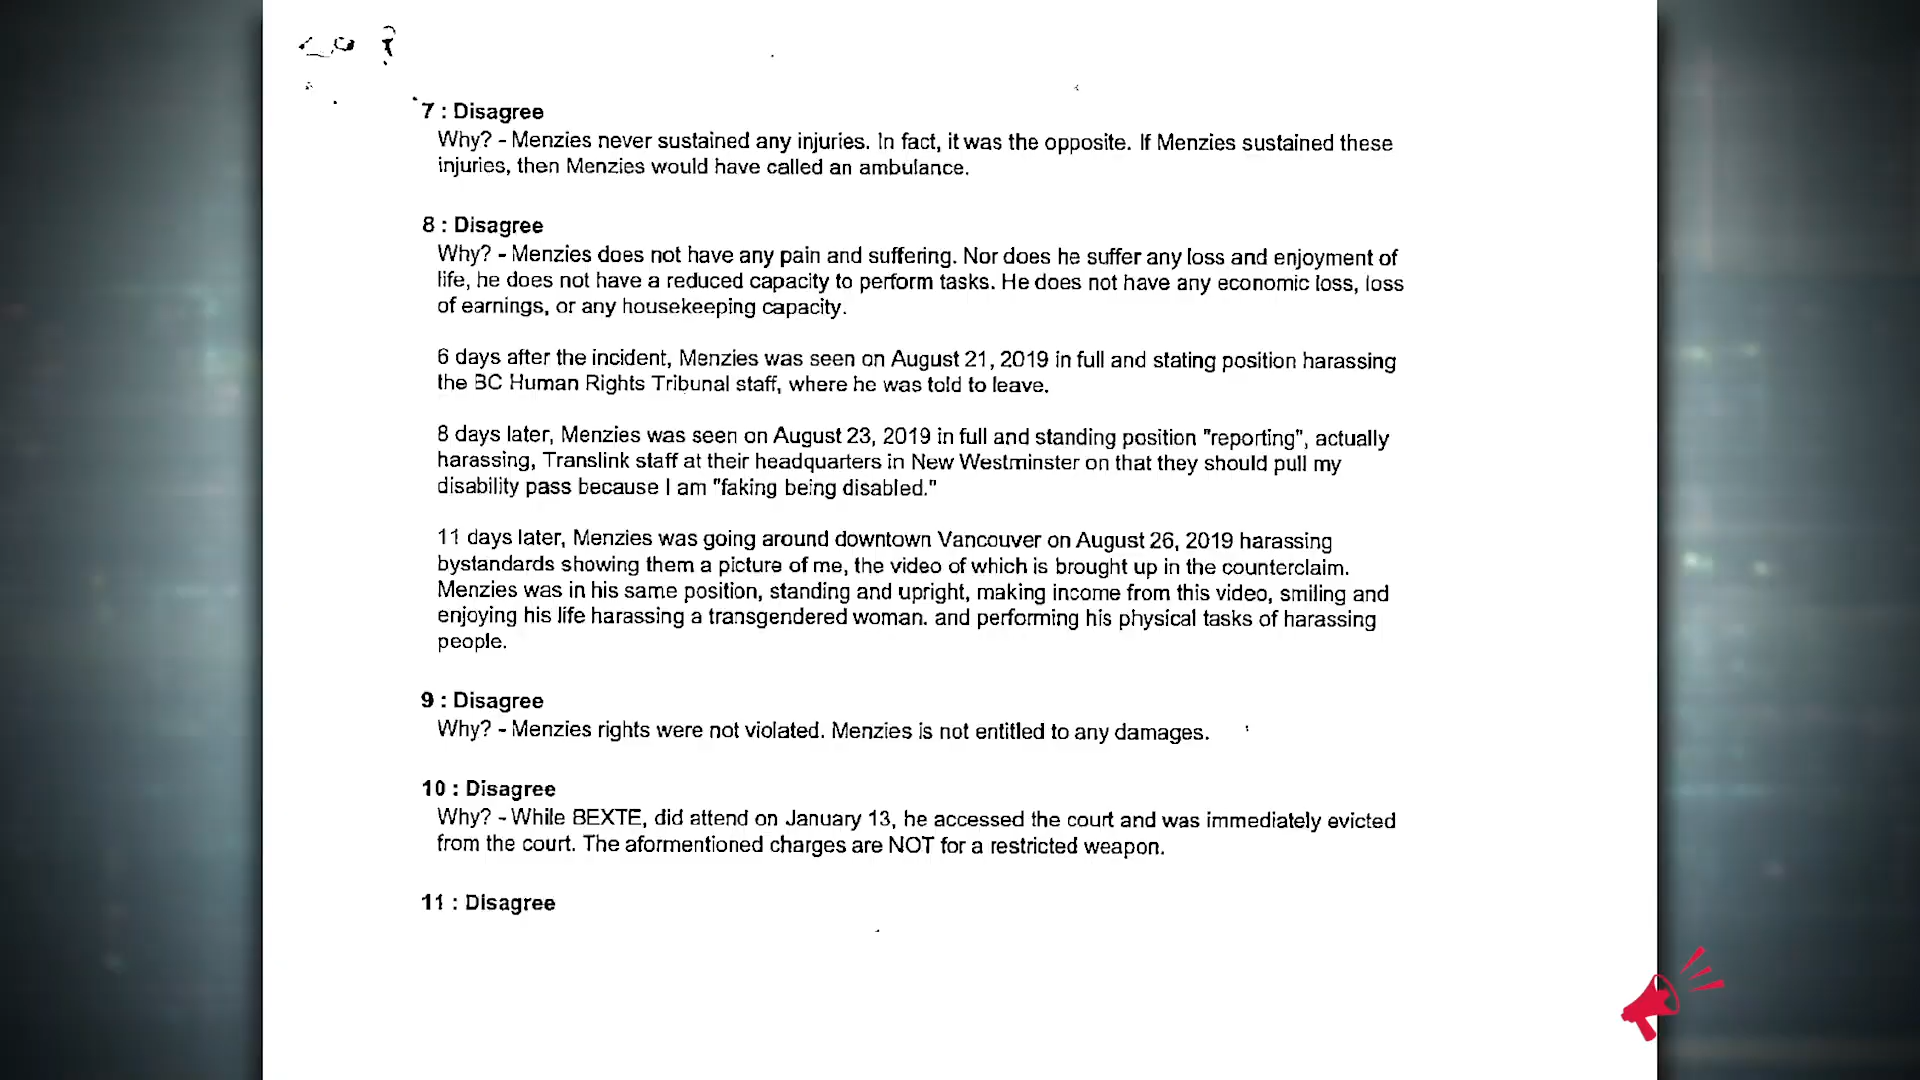 7 : Disagree
Why? - Menzies never sustained any injuries. In fact, it was the opposite. If Menzies sustained these
injuries, then Menzies would have called an ambulance.
8 : Disagree
Why? - Menzies does not have any pain and suffering. Nor does he suffer any loss and enjoyment of
life, he does not have a reduced capacity to perform tasks. He does not have any economic loss, loss
of earnings, or any housekeeping capacity.
6 days after the incident, Menzies was seen on August 21, 2019 in full and stating position harassing
the BC Human Rights Tribunal staff, where he was told to leave.
8 days later, Menzies was seen on August 23, 2019 in full and standing position "reporting", actually
harassing, Translink staff at their headquarters in New Westminster on that they should pull my
disability pass because I am "faking being disabled."
11 days later, Menzies was going around downtown Vancouver on August 26, 2019 harassing
bystandards showing them a picture of me, the video of which is brought up in the counterclaim.
Menzies was in his same position, standing and upright, making income from this video, smiling and
enjoying his life harassing a transgendered woman. and performing his physical tasks of harassing
people.
9 : Disagree
Why? - Menzies rights were not violated. Menzies is not entitled to any damages.
10 : Disagree
Why? - While BEXTE, did attend on January 13, he accessed the court and was immediately evicted
from the court. The aformentioned charges are NOT for a restricted weapon.
11 : Disagree